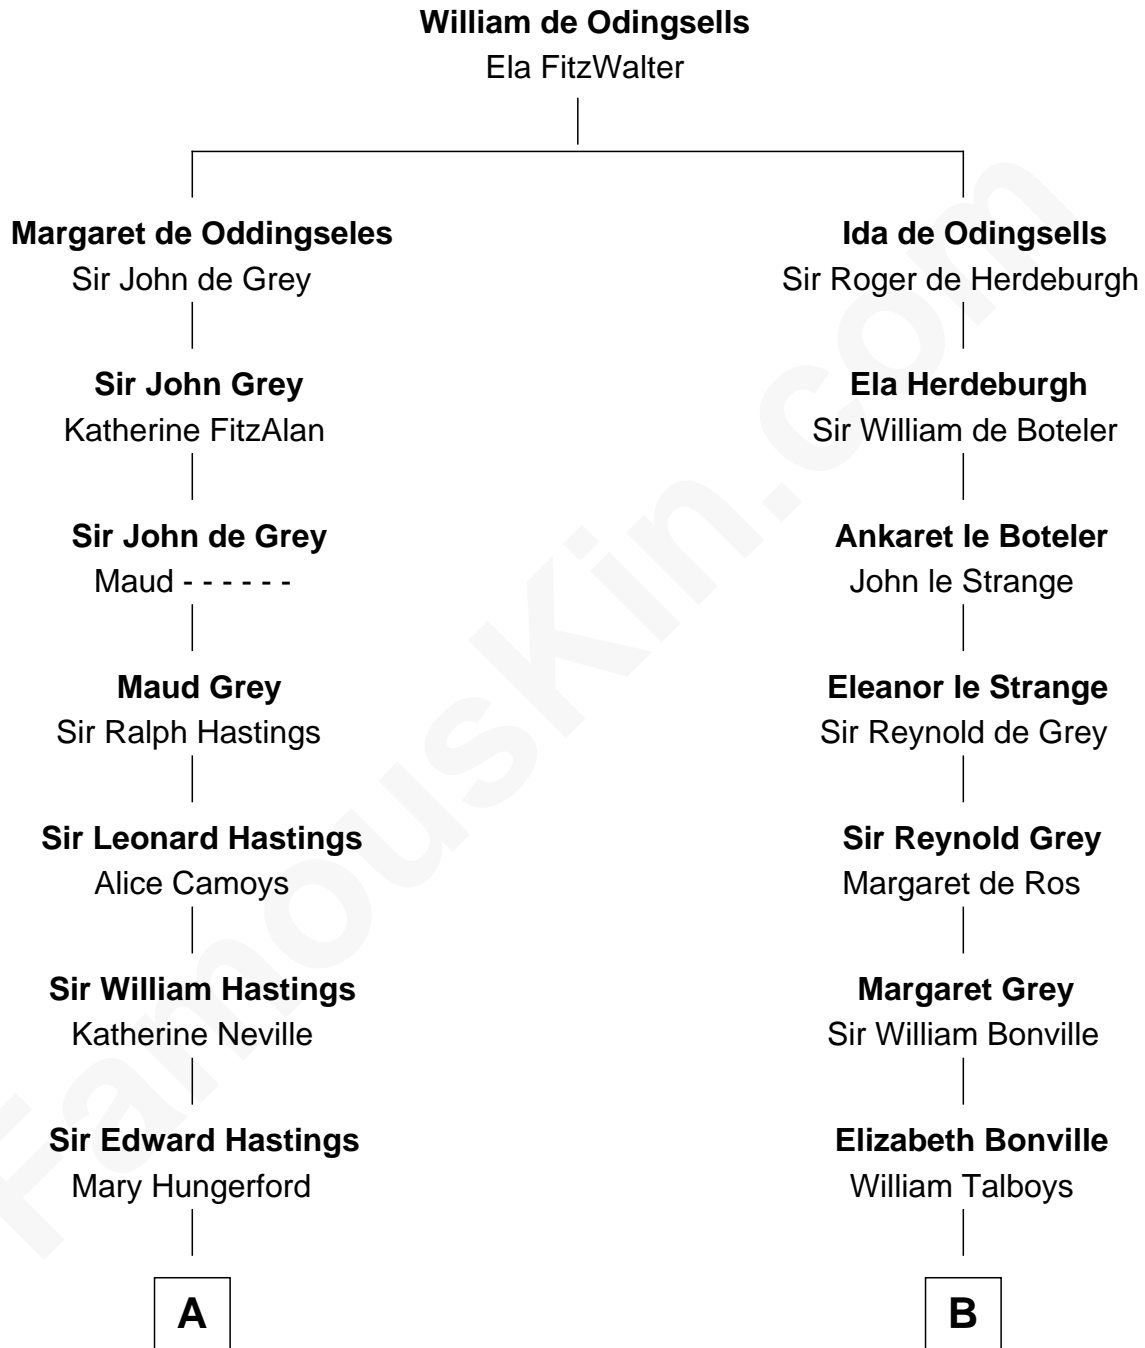 William de Odingsells
Ela FitzWalter
Margaret de Oddingseles
Sir John de Grey
Ida de Odingsells
Sir Roger de Herdeburgh
Sir John Grey
Katherine FitzAlan
Ela Herdeburgh
Sir William de Boteler
Sir John de Grey
Maud - - - - - -
Ankaret le Boteler
John le Strange
Maud Grey
Sir Ralph Hastings
Eleanor le Strange
Sir Reynold de Grey
Sir Leonard Hastings
Alice Camoys
Sir Reynold Grey
Margaret de Ros
Sir William Hastings
Katherine Neville
Margaret Grey
Sir William Bonville
Sir Edward Hastings
Mary Hungerford
Elizabeth Bonville
William Talboys
A
B
FamousKin.com